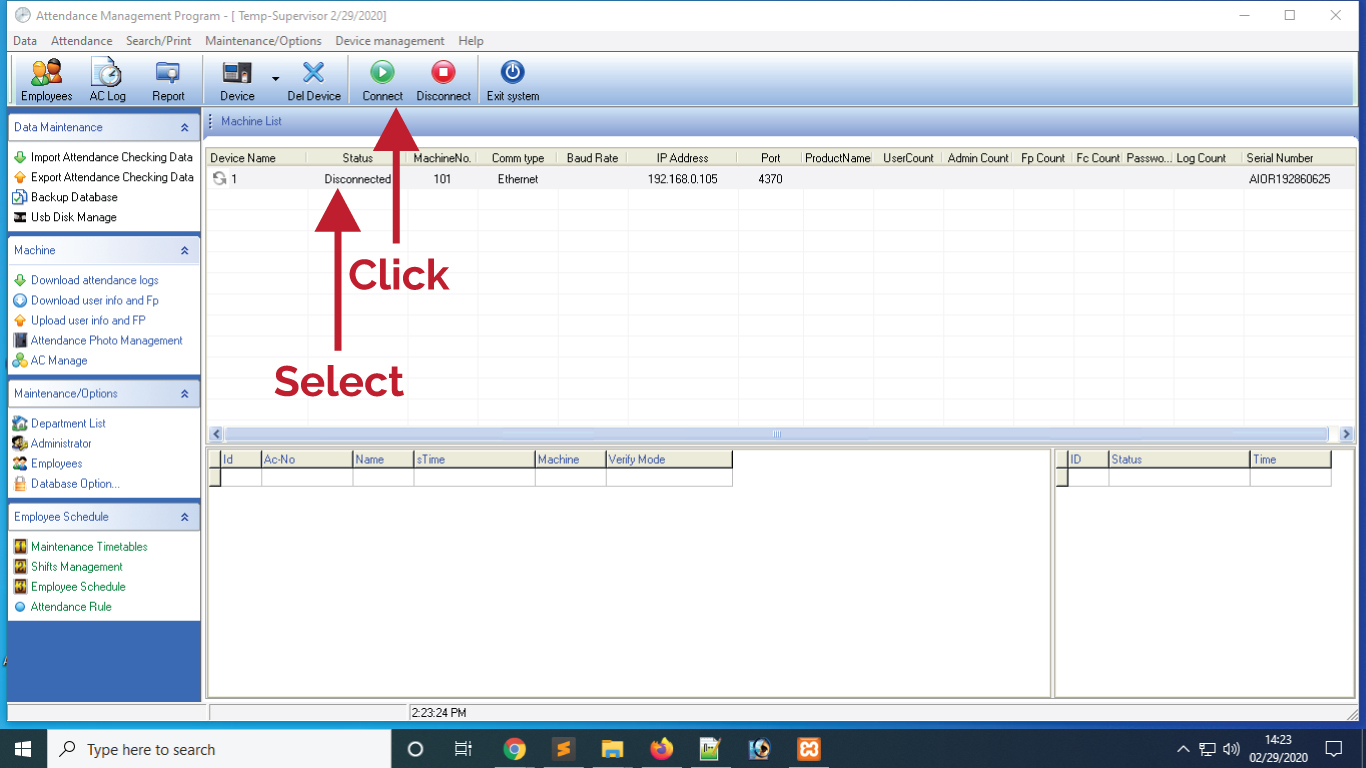 Attendance Management Program - [ Temp-Supervisor 2/29/2020]
Data Attendance Search/Print Maintenance/Options Device management Help
Employees AC Log Report Device Del Device Connect Disconnect Exit system
Data Maintenance
Import Attendance Checking Data
Export Attendance Checking Data
Backup Database
Usb Disk Manage
Machine
Download attendance logs
Download user info and Fp
Upload user info and FP
Attendance Photo Management
AC Manage
Maintenance/Options
Department List
Administrator
Employees
Database Option...
Employee Schedule
Maintenance Timetables
Shifts Management
Employee Schedule
Attendance Rule
Machine List
Device Name Status MachineNo. Comm type Baud Rate IP Address Port ProductName UserCount Admin Count Fp Count Fc Count Passwo... Log Count Serial Number
1 Disconnected 101 Ethernet 192.168.0.105 4370 AIOR192860625
Click
Select
Id Ac-No Name sTime Machine Verify Mode
ID Status Time
2:23:24 PM
Type here to search
14:23
02/29/2020